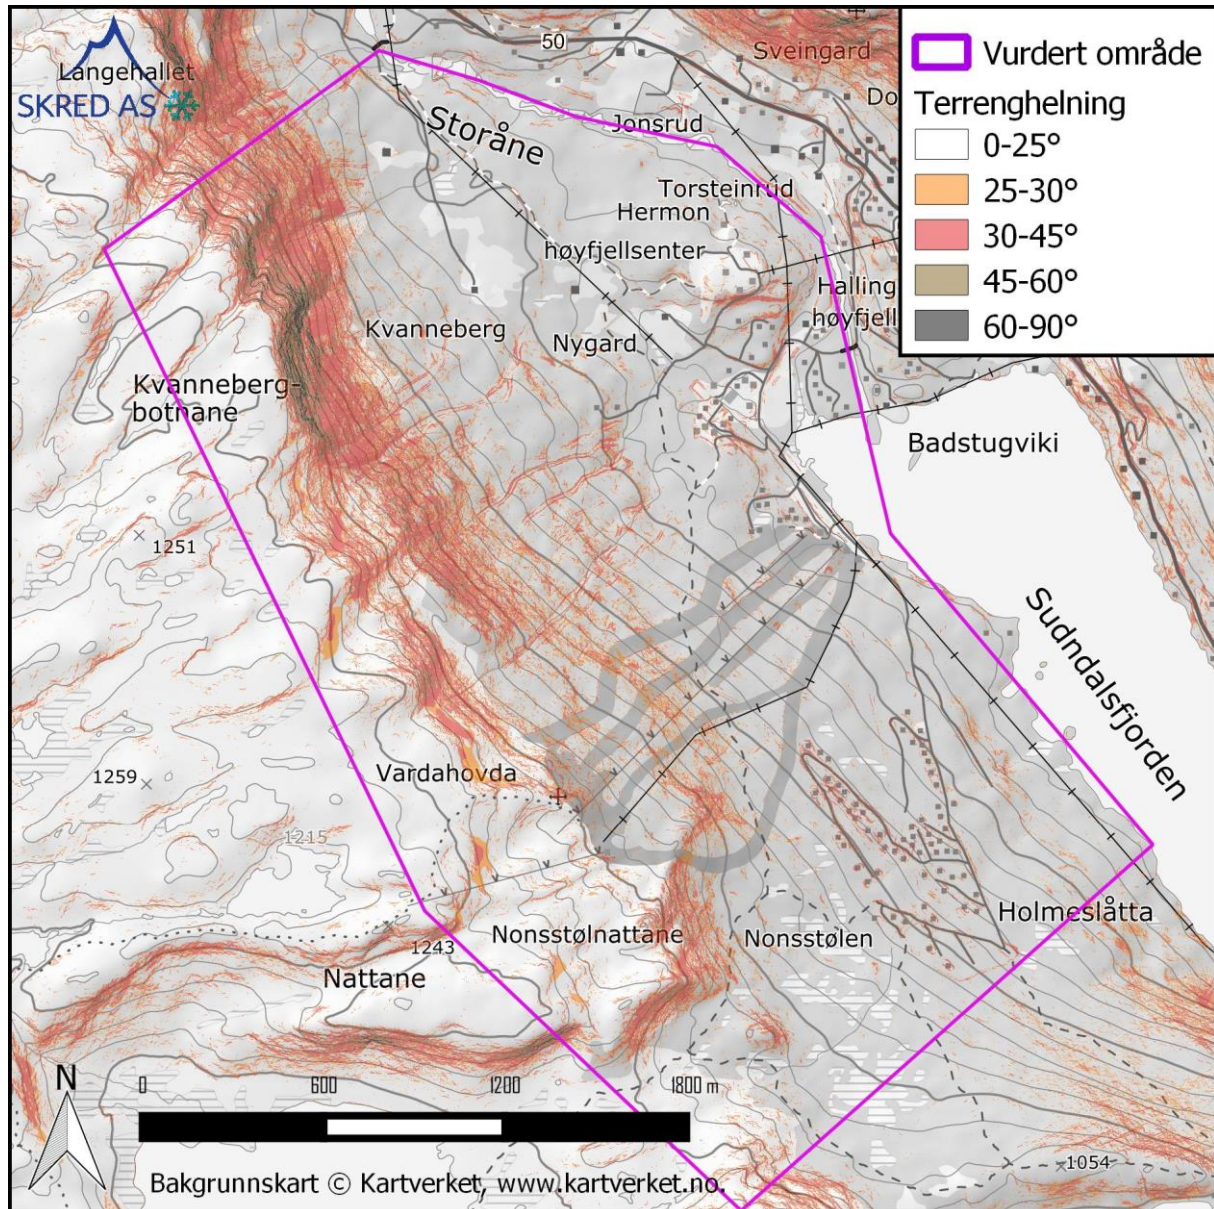 Långehallet
SKRED AS
50
Sveingard
Do
Storåne
Jonsrud
Torsteinrud
Hermon
høyfjellsenter
Halling
høyfjell
Kvanneberg
Nygard
Kvanneberg-
botnane
Badstugviki
1251
Sudndalsfjorden
Vardahovda
1259
1215
Holmeslåtta
1243
Nonsstølnattane
Nonsstølen
Nattane
1054
Vurdert område
Terrenghelning
0-25°
25-30°
30-45°
45-60°
60-90°
N
0 600 1200 1800 m
Bakgrunnskart © Kartverket, www.kartverket.no.